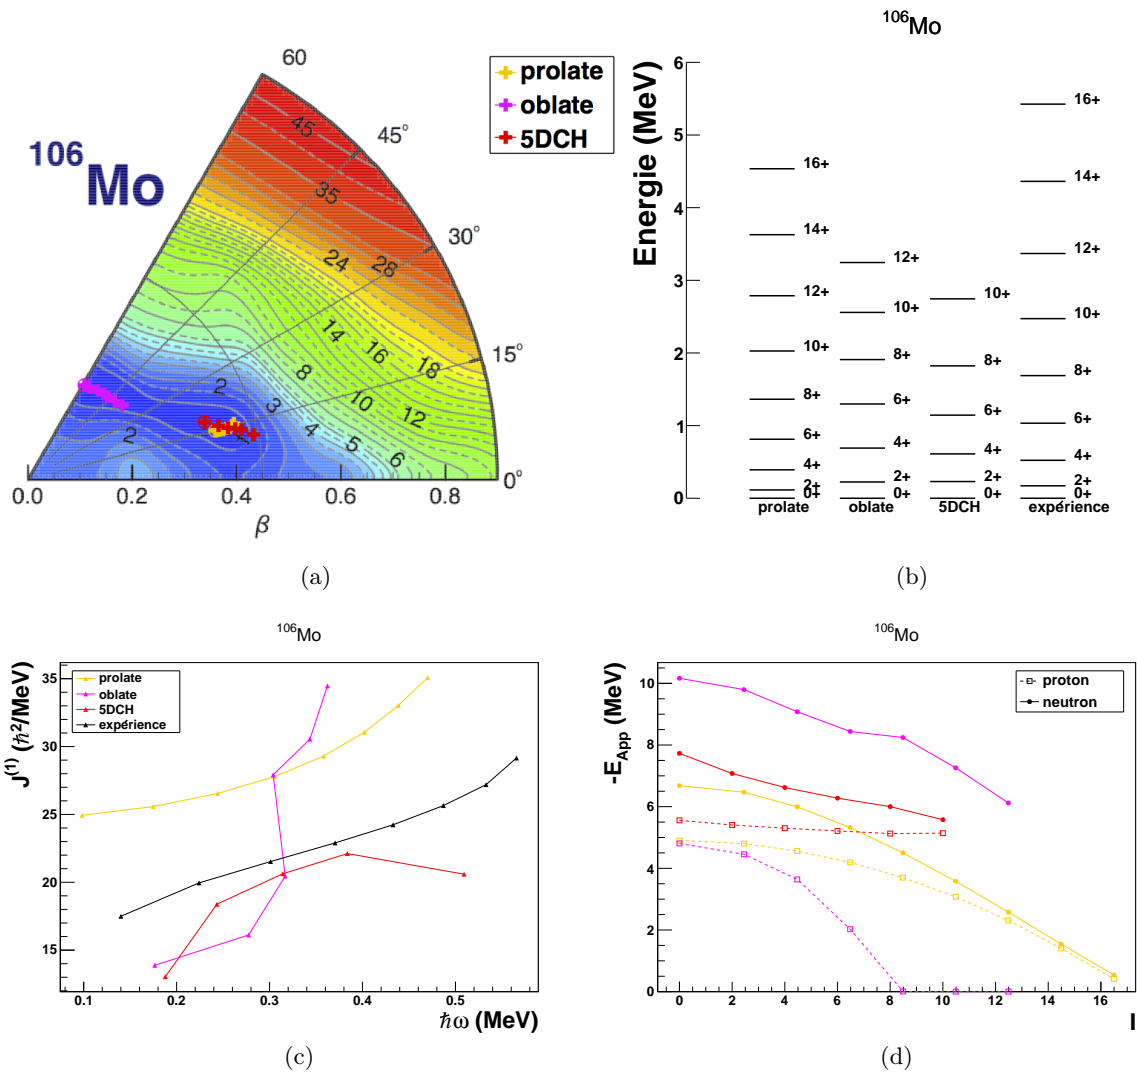 106Mo
60
45°
30°
15°
0°
45
35
28
24
18
16
14
12
10
8
6
5
4
3
2
2
0.0 0.2 0.4 0.6 0.8
β
prolate
oblate
5DCH
(a)
106Mo
Energie (MeV)
6
5
4
3
2
1
0
16+
14+
12+
10+
8+
6+
4+
2+
0+
prolate
12+
10+
8+
6+
4+
2+
0+
oblate
10+
8+
6+
4+
2+
0+
5DCH
16+
14+
12+
10+
8+
6+
4+
2+
0+
expérience
(b)
106Mo
J(1) (ħ2/MeV)
35
30
25
20
15
prolate
oblate
5DCH
expérience
0.1 0.2 0.3 0.4 0.5
ħω (MeV)
(c)
106Mo
-EApp (MeV)
10
8
6
4
2
0
proton
neutron
0 2 4 6 8 10 12 14 16
I
(d)